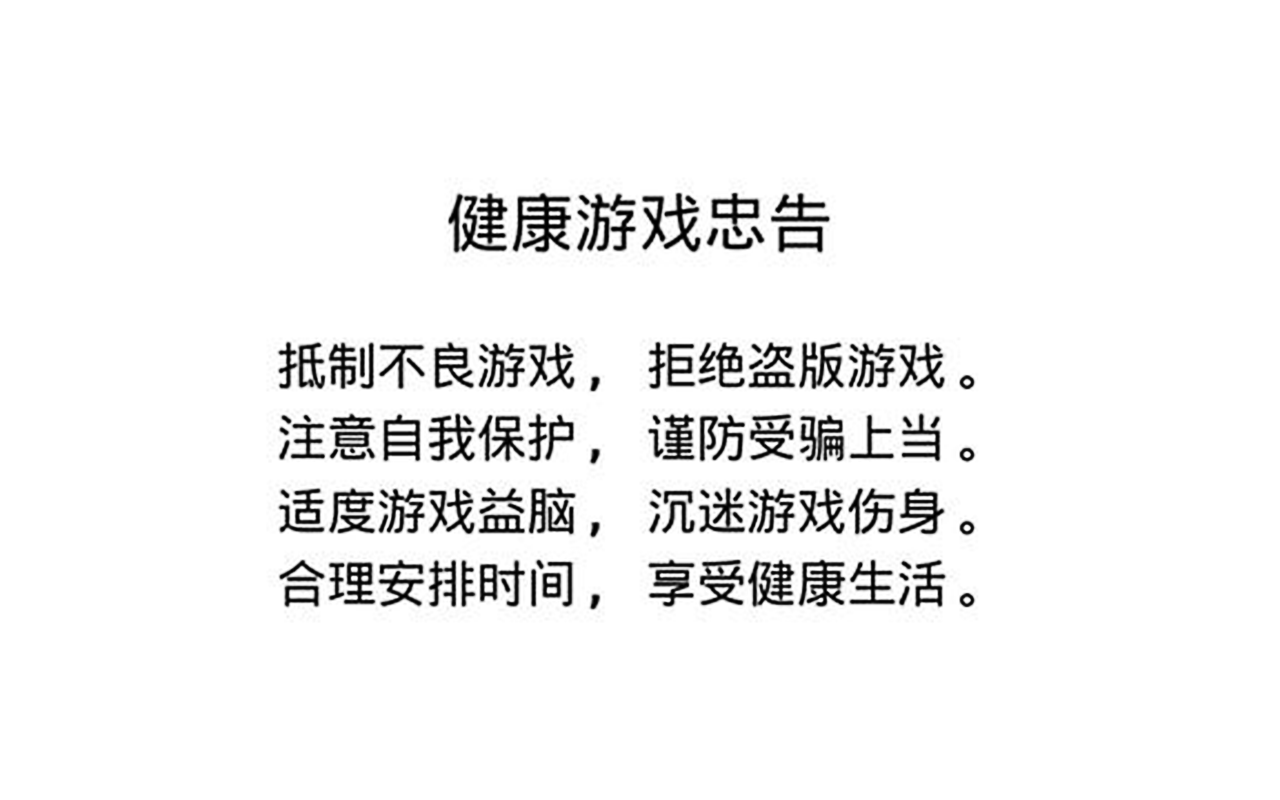 健康游戏忠告
抵制不良游戏，拒绝盗版游戏。
注意自我保护，谨防受骗上当。
适度游戏益脑，沉迷游戏伤身。
合理安排时间，享受健康生活。